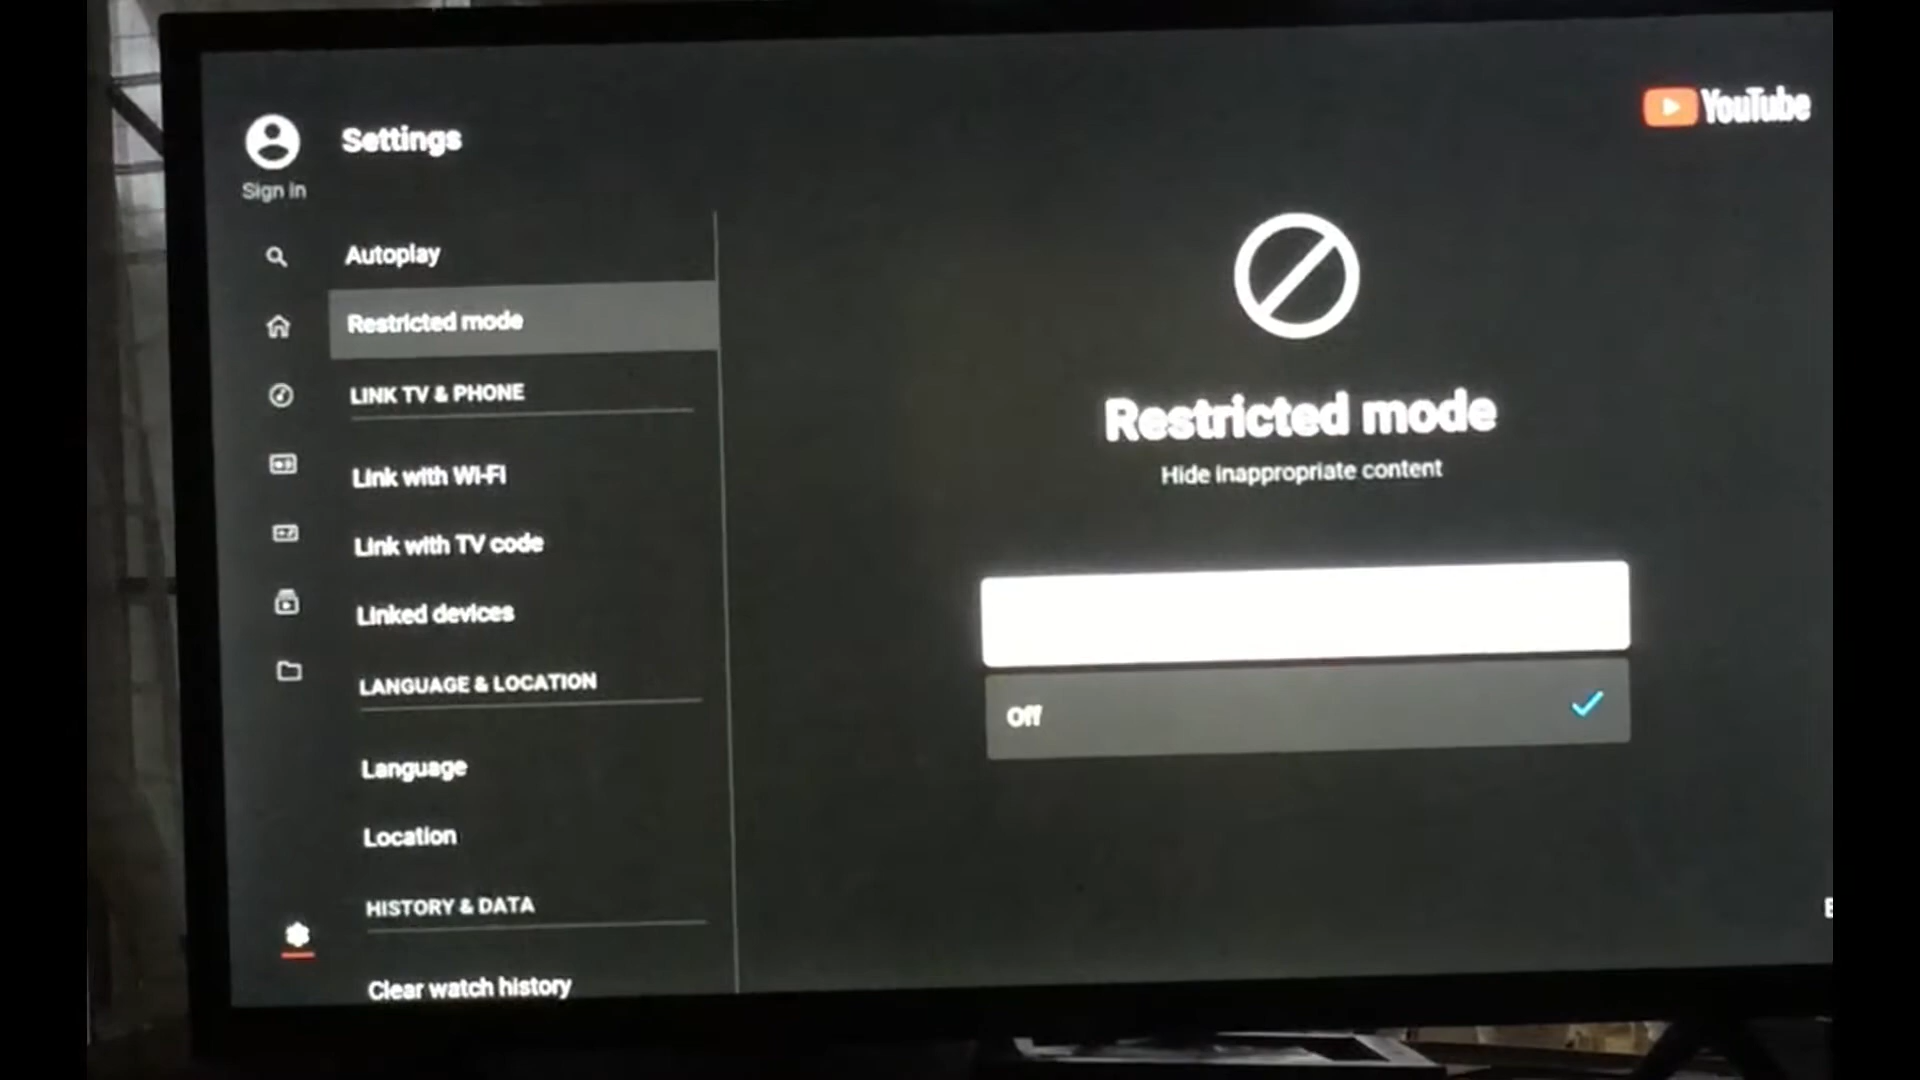 Settings
YouTube
Sign in
Autoplay
Restricted mode
LINK TV & PHONE
Link with Wi-Fi
Link with TV code
Linked devices
LANGUAGE & LOCATION
Language
Location
HISTORY & DATA
Clear watch history
Restricted mode
Hide inappropriate content
Off